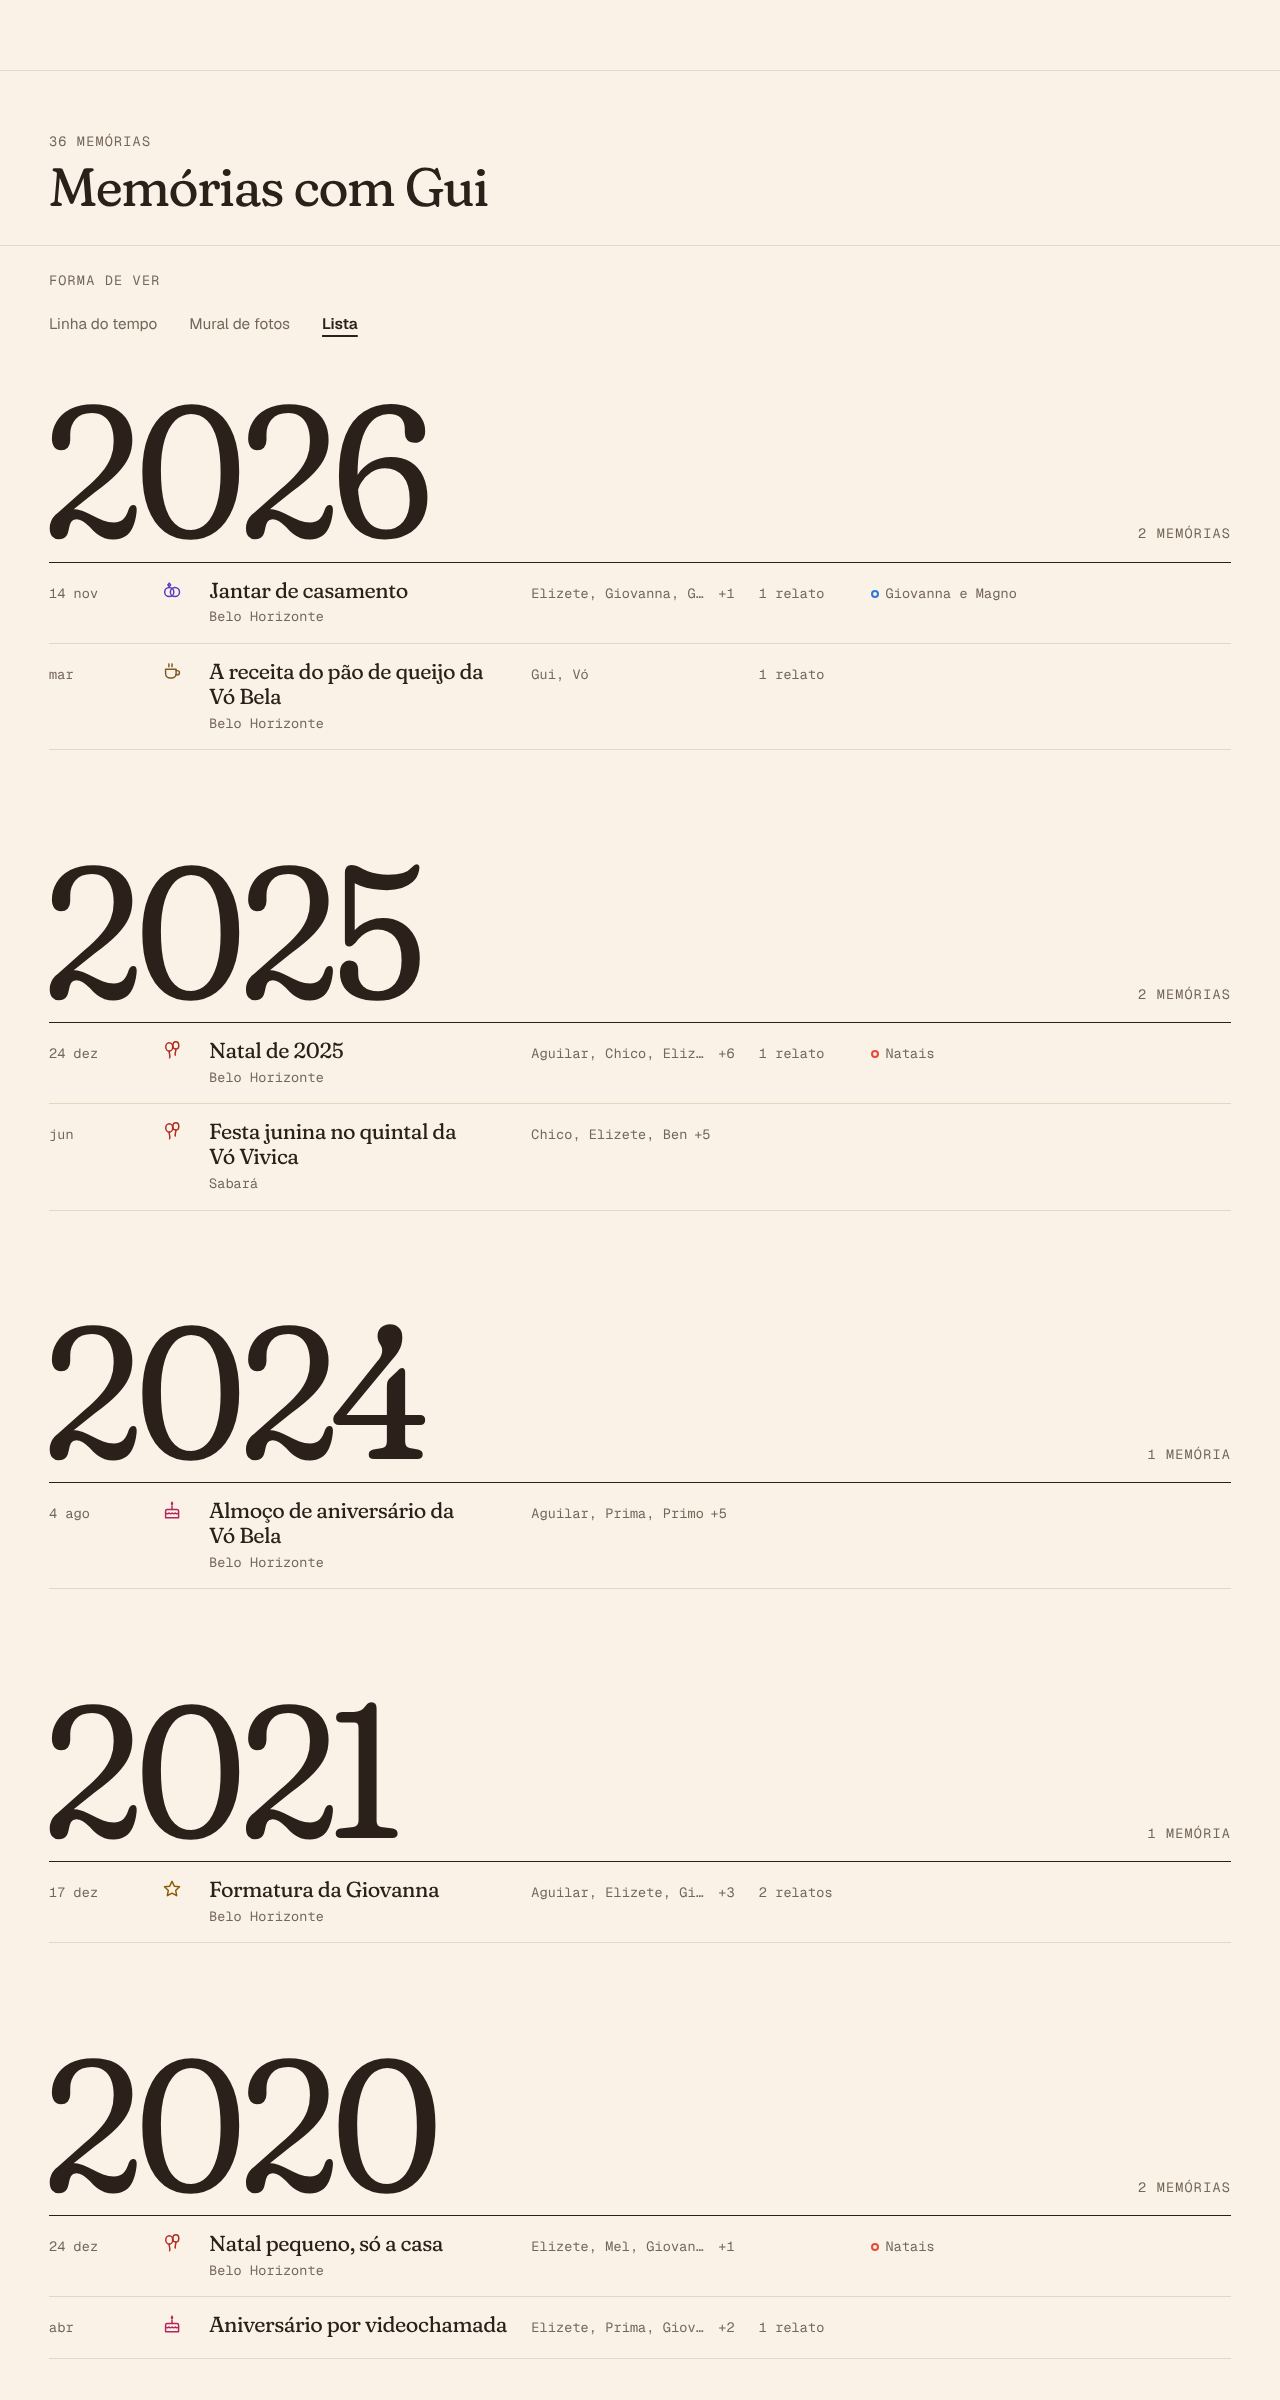 36 MEMÓRIAS
Memórias com Gui
FORMA DE VER
Linha do tempo Mural de fotos Lista
2026
2 MEMÓRIAS
14 nov Jantar de casamento Elizete, Giovanna, G… +1 1 relato Giovanna e Magno
Belo Horizonte
mar A receita do pão de queijo da Gui, Vó 1 relato
Vó Bela
Belo Horizonte
2025
2 MEMÓRIAS
24 dez Natal de 2025 Aguilar, Chico, Eliz… +6 1 relato Natais
Belo Horizonte
jun Festa junina no quintal da Chico, Elizete, Ben +5
Vó Vivica
Sabará
2024
1 MEMÓRIA
4 ago Almoço de aniversário da Aguilar, Prima, Primo +5
Vó Bela
Belo Horizonte
2021
1 MEMÓRIA
17 dez Formatura da Giovanna Aguilar, Elizete, Gi… +3 2 relatos
Belo Horizonte
2020
2 MEMÓRIAS
24 dez Natal pequeno, só a casa Elizete, Mel, Giovan… +1 Natais
Belo Horizonte
abr Aniversário por videochamada Elizete, Prima, Giov… +2 1 relato